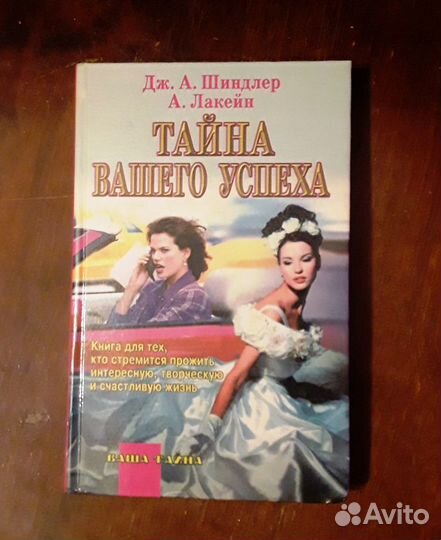 Дж. А. Шиндлер
А. Лакейн
ТАЙНА
ВАШЕГО УСПЕХА
Книга для тех,
кто стремится прожить
интересную, творческую
и счастливую жизнь
ВАША ТАЙНА
Avito